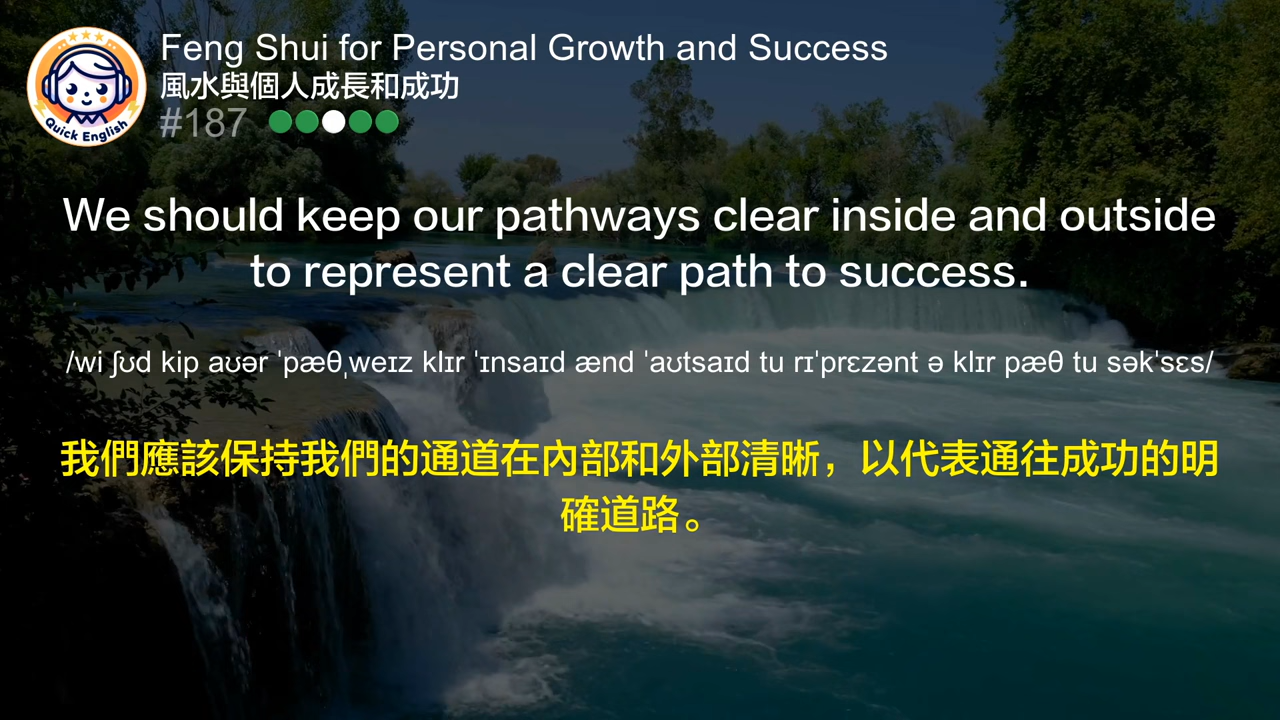 Feng Shui for Personal Growth and Success
風水與個人成長和成功
#187
Quick English
We should keep our pathways clear inside and outside
to represent a clear path to success.
/wi ʃʊd kip aʊər ˈpæθˌweɪz klɪr ˈɪnsaɪd ænd ˈaʊtsaɪd tu rɪˈprɛzənt ə klɪr pæθ tu səkˈsɛs/
我們應該保持我們的通道在內部和外部清晰，以代表通往成功的明
確道路。